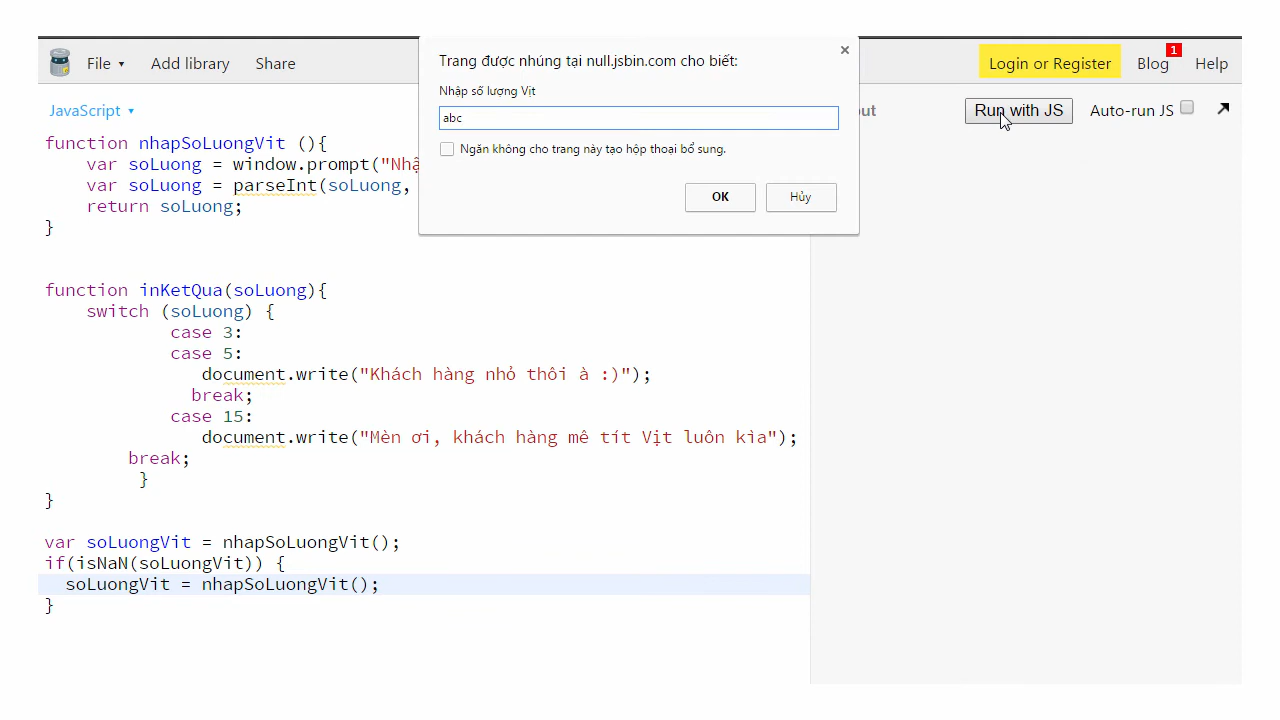 Trang được nhúng tại null.jsbin.com cho biết:
Nhập số lượng Vịt
abc
Ngăn không cho trang này tạo hộp thoại bổ sung.
OK Hủy
File Add library Share Login or Register Blog 1 Help
JavaScript
Run with JS Auto-run JS
function nhapSoLuongVit (){
var soLuong = window.prompt("Nhậ
var soLuong = parseInt(soLuong,
return soLuong;
}
function inKetQua(soLuong){
switch (soLuong) {
case 3:
case 5:
document.write("Khách hàng nhỏ thôi à :)");
break;
case 15:
document.write("Mèn ơi, khách hàng mê tít Vịt luôn kìa");
break;
}
}
var soLuongVit = nhapSoLuongVit();
if(isNaN(soLuongVit)) {
soLuongVit = nhapSoLuongVit();
}